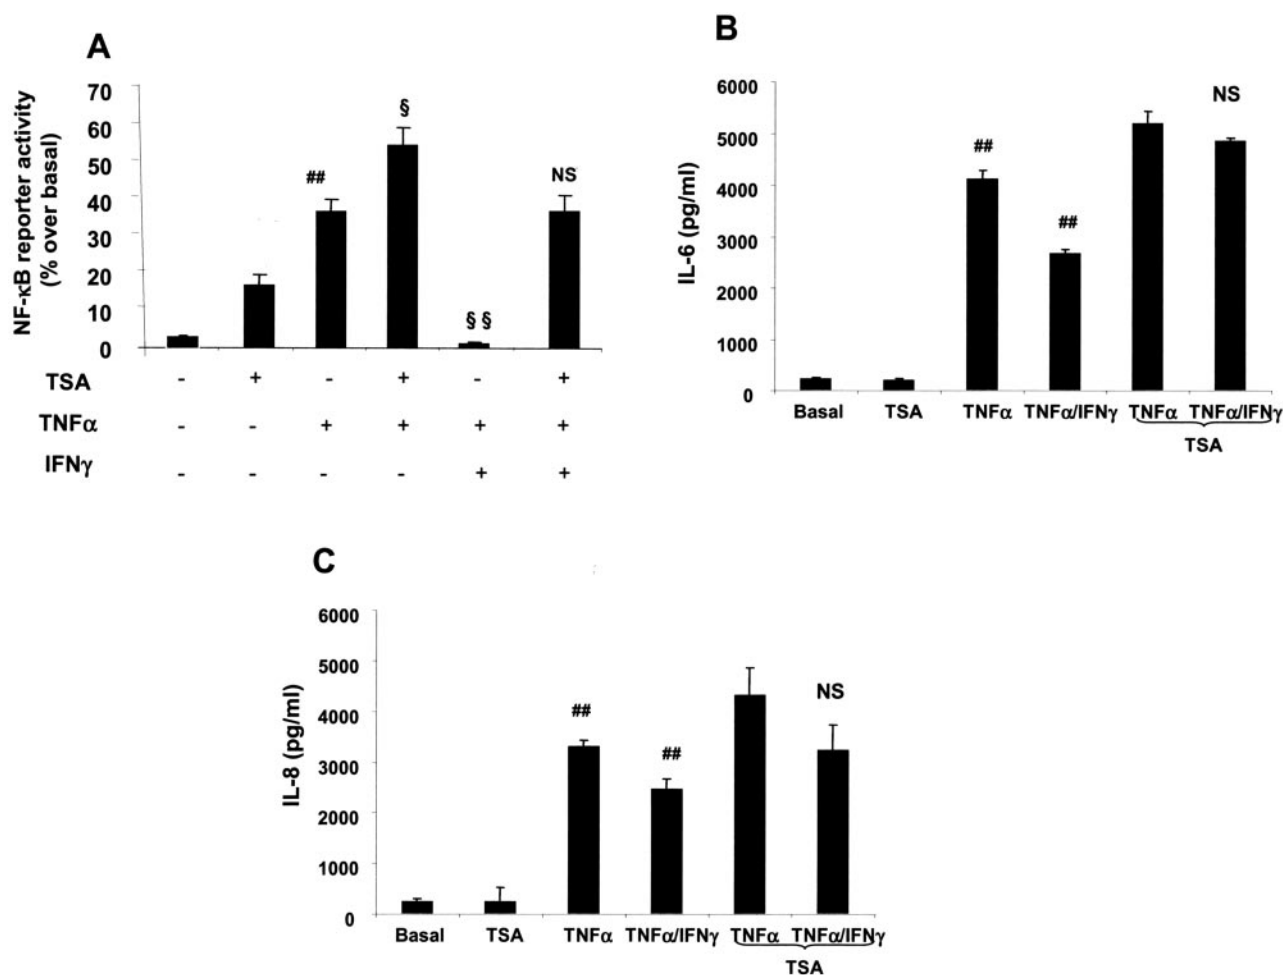 A
NF-κB reporter activity
(% over basal)
70
60
50
40
30
20
10
0
##
§
§ §
NS
TSA - + - + - +
TNFα - - + + + +
IFNγ - - - - + +
B
IL-6 (pg/ml)
6000
5000
4000
3000
2000
1000
0
##
##
NS
Basal TSA TNFα TNFα/IFNγ TNFα TNFα/IFNγ
TSA
C
IL-8 (pg/ml)
6000
5000
4000
3000
2000
1000
0
##
##
NS
Basal TSA TNFα TNFα/IFNγ TNFα TNFα/IFNγ
TSA